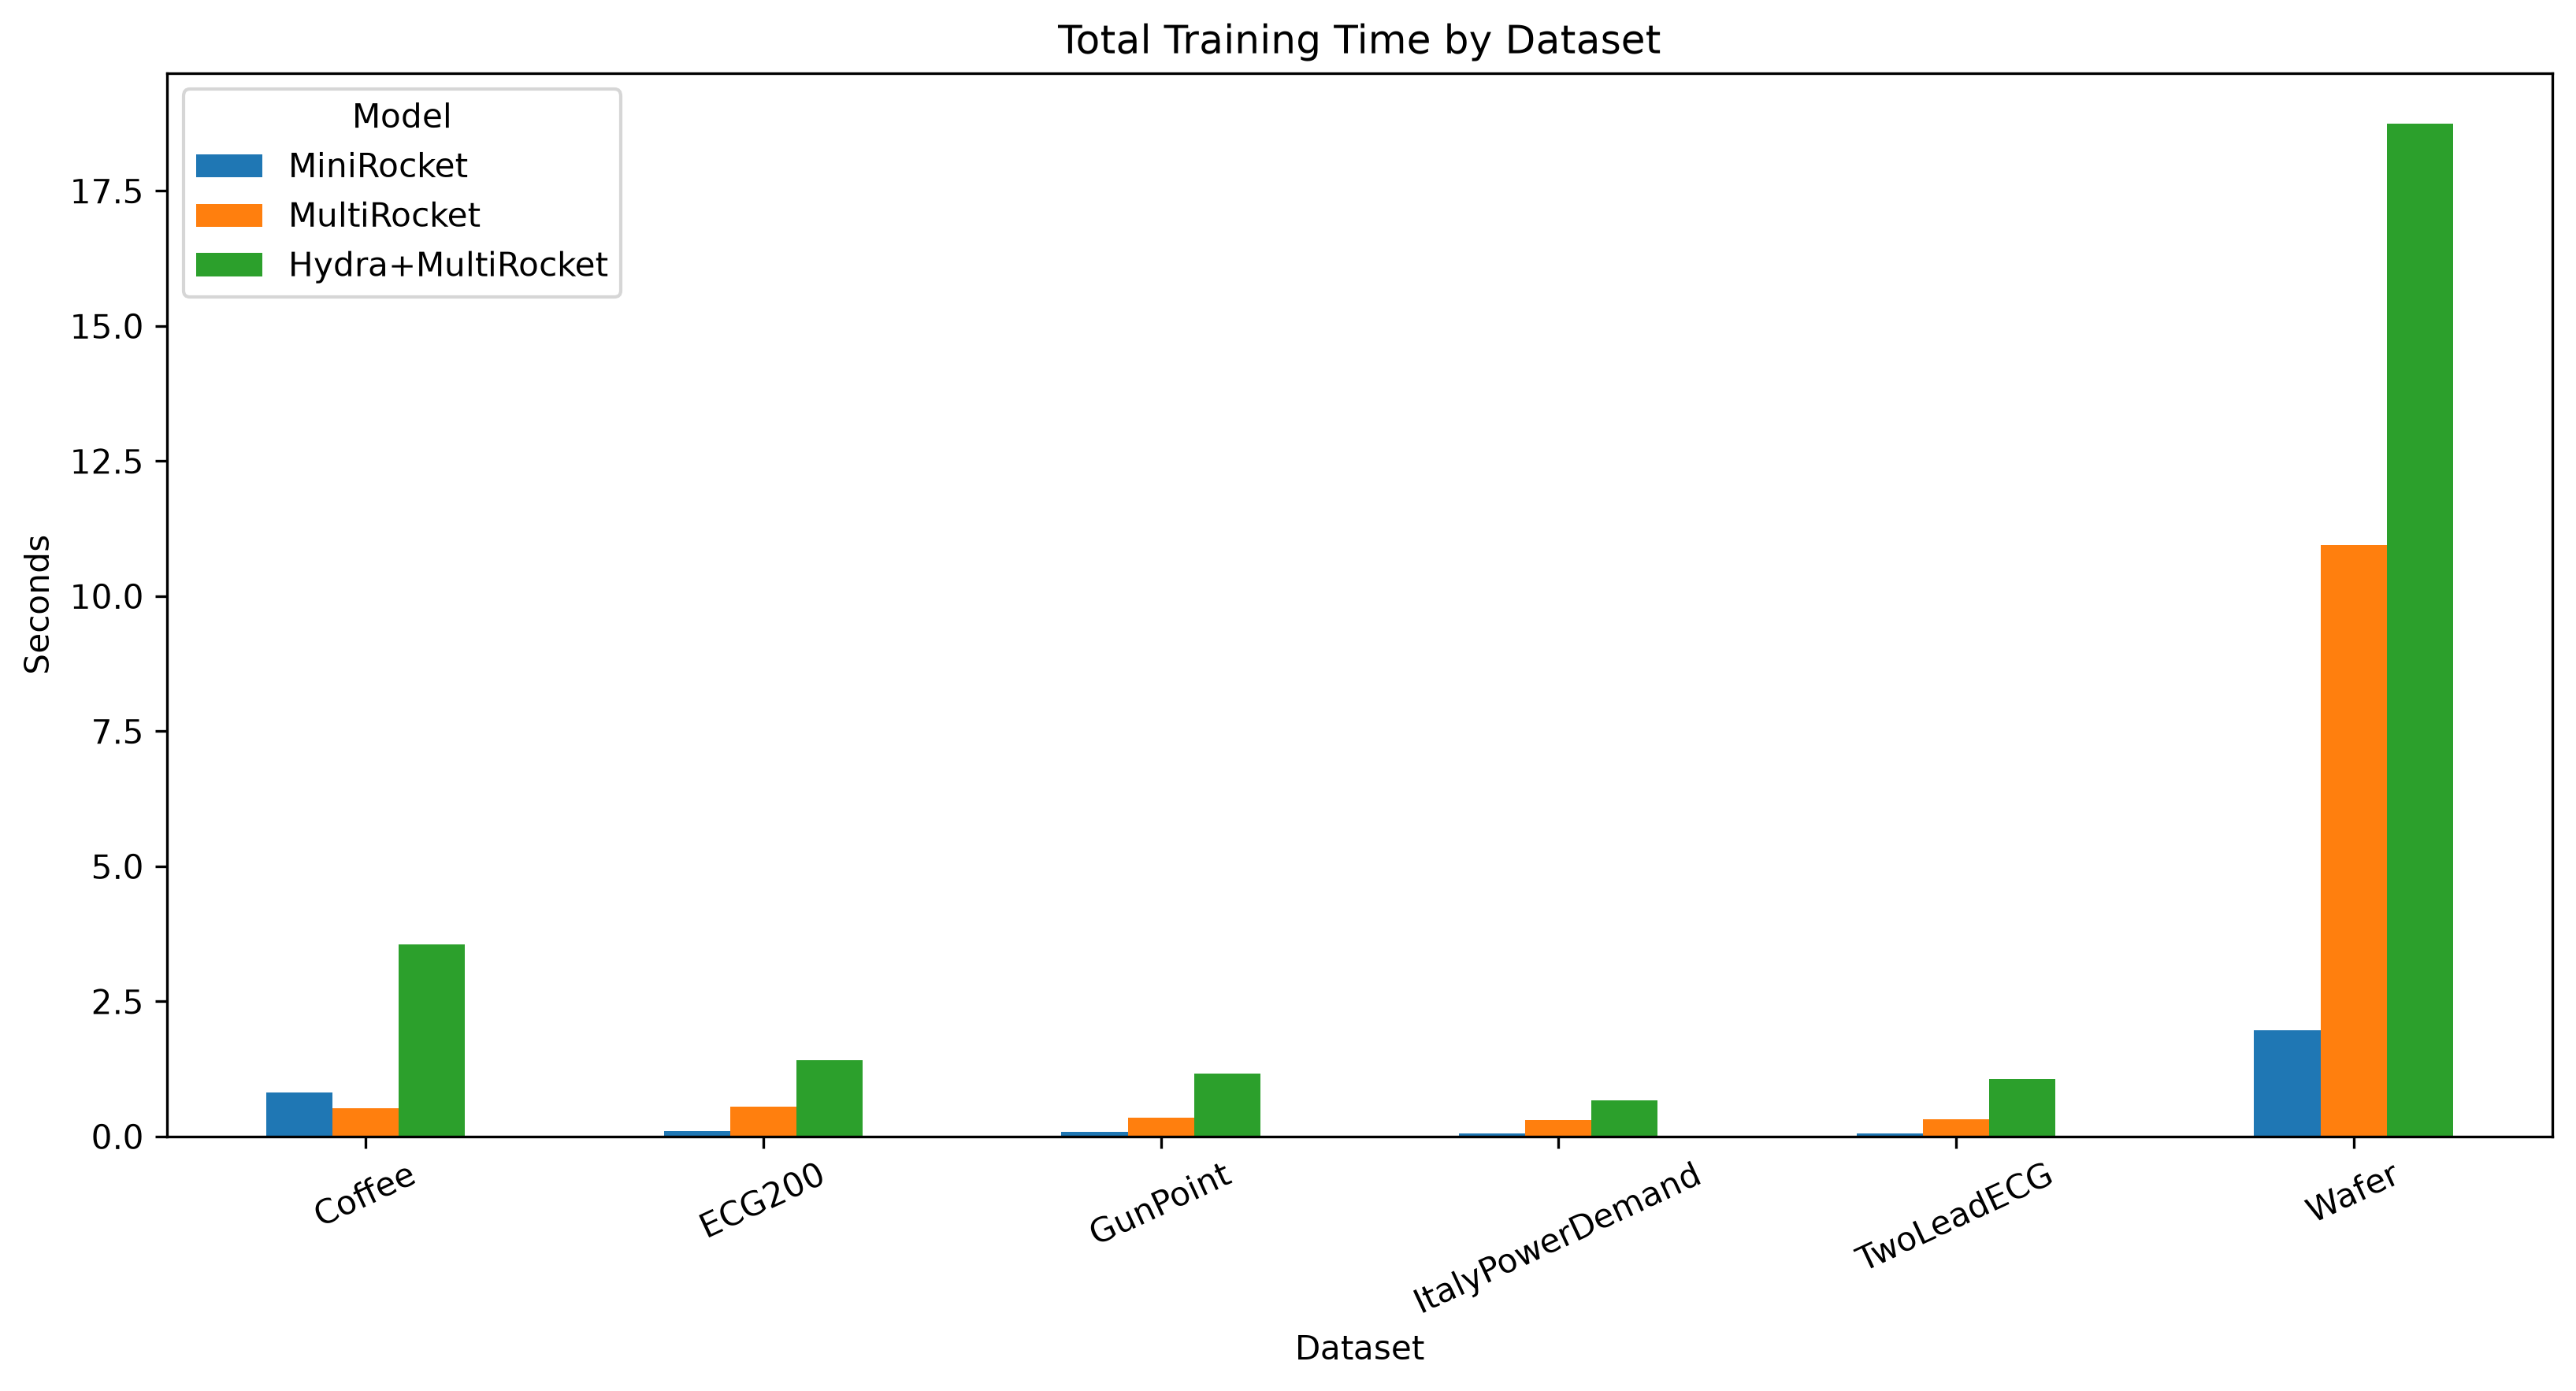 Total Training Time by Dataset
Model
MiniRocket
MultiRocket
Hydra+MultiRocket
Seconds
17.5
15.0
12.5
10.0
7.5
5.0
2.5
0.0
Coffee
ECG200
GunPoint
ItalyPowerDemand
TwoLeadECG
Wafer
Dataset